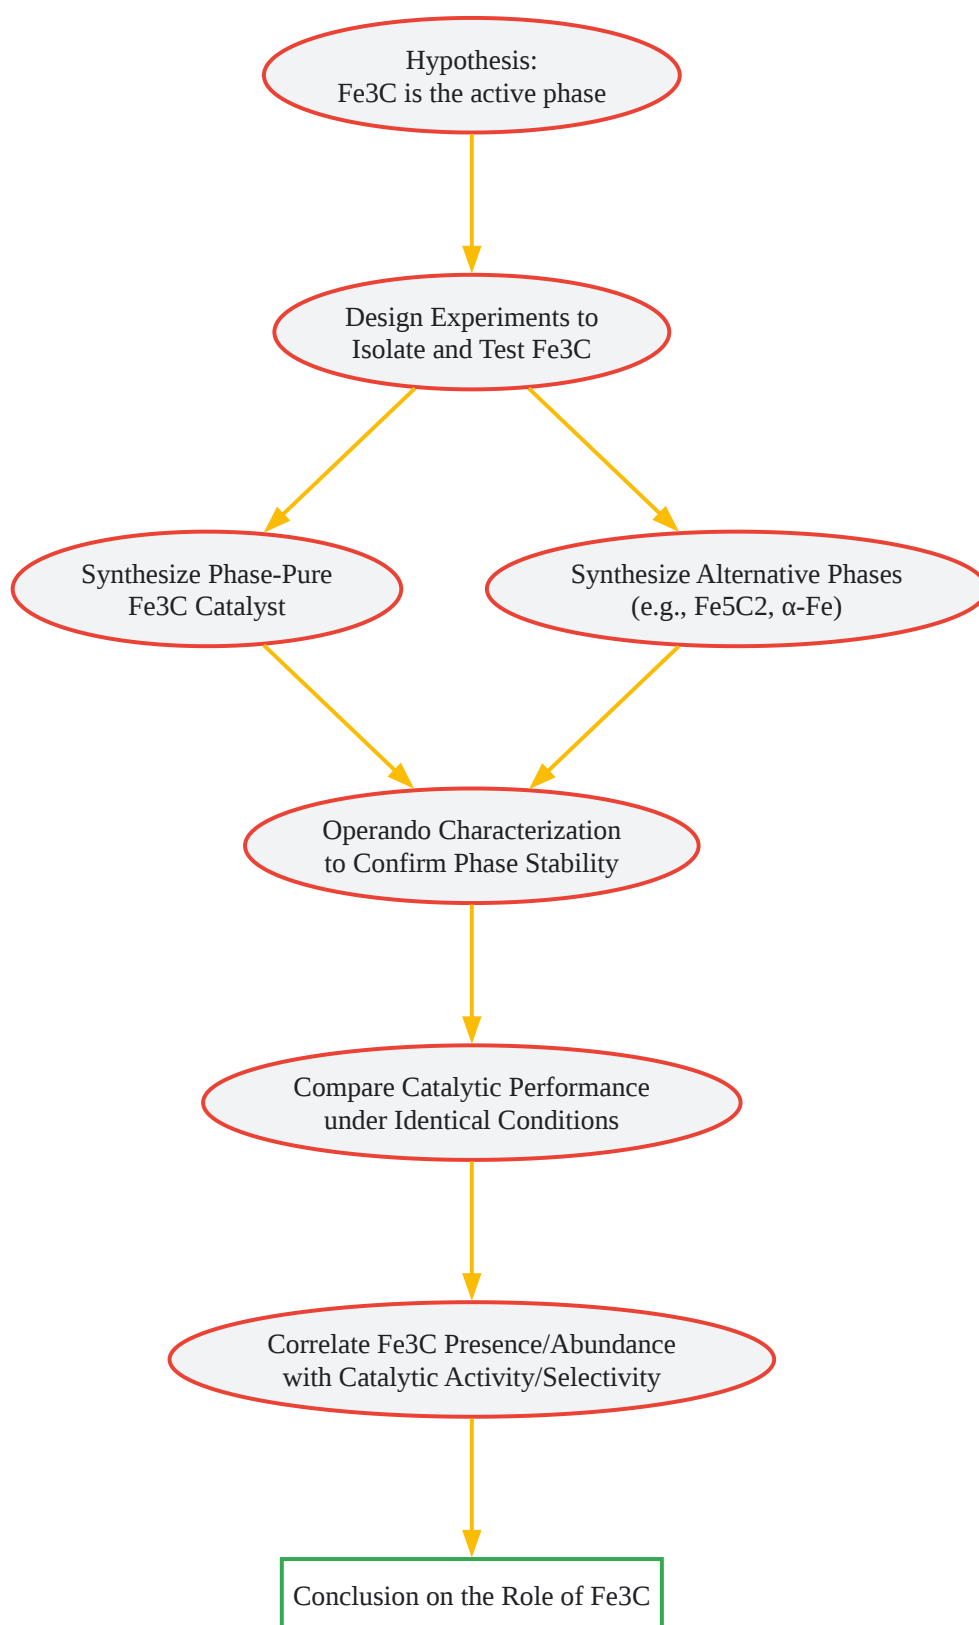 Hypothesis:
Fe3C is the active phase
Design Experiments to
Isolate and Test Fe3C
Synthesize Phase-Pure
Fe3C Catalyst
Synthesize Alternative Phases
(e.g., Fe5C2, α-Fe)
Operando Characterization
to Confirm Phase Stability
Compare Catalytic Performance
under Identical Conditions
Correlate Fe3C Presence/Abundance
with Catalytic Activity/Selectivity
Conclusion on the Role of Fe3C